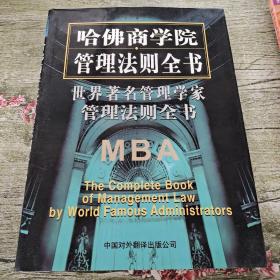 哈佛商学院
管理法则全书
世界著名管理学家
管理法则全书
MBA
The Complete Book
of Management Law
by World Famous Administrators
中国对外翻译出版公司